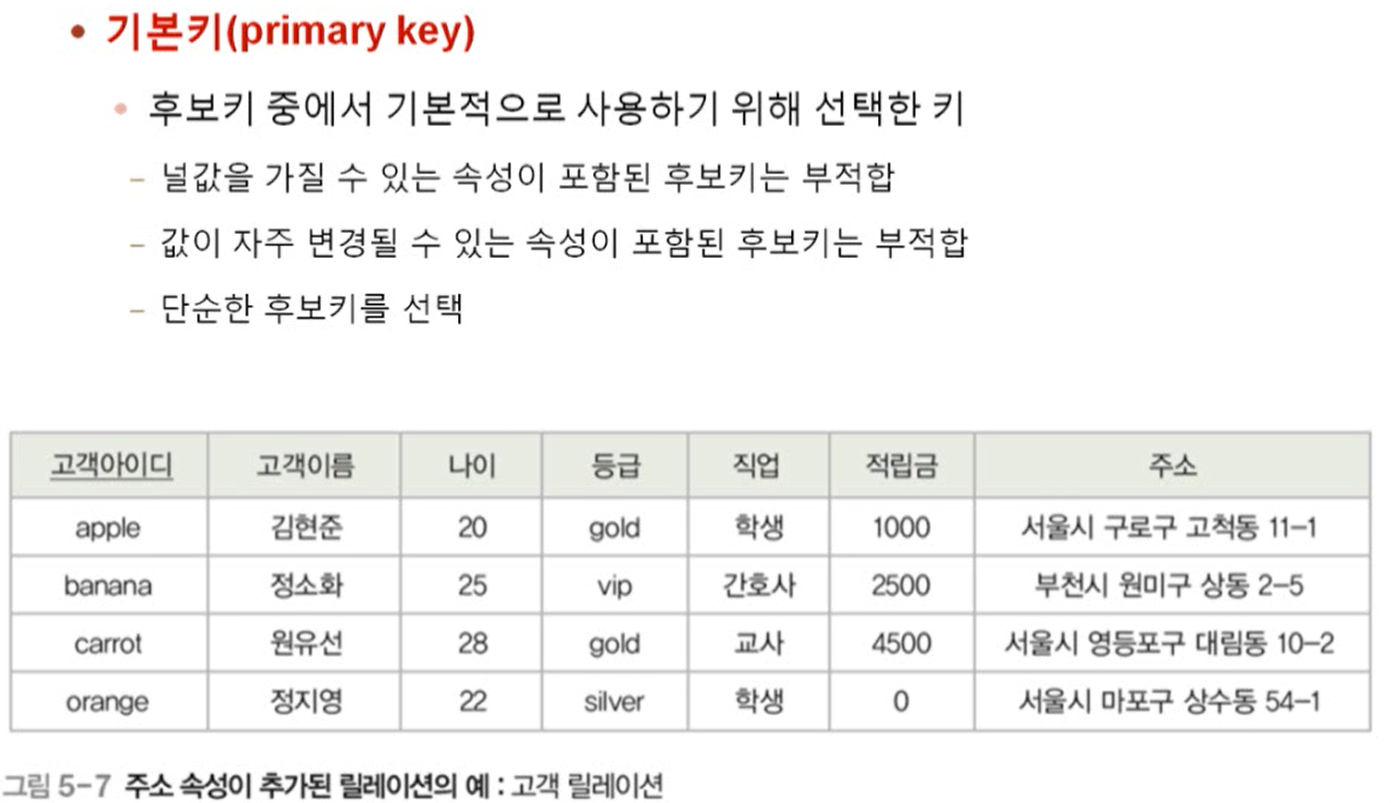 • 기본키(primary key)
• 후보키 중에서 기본적으로 사용하기 위해 선택한 키
– 널값을 가질 수 있는 속성이 포함된 후보키는 부적합
– 값이 자주 변경될 수 있는 속성이 포함된 후보키는 부적합
– 단순한 후보키를 선택
고객아이디 고객이름 나이 등급 직업 적립금 주소
apple 김현준 20 gold 학생 1000 서울시 구로구 고척동 11-1
banana 정소화 25 vip 간호사 2500 부천시 원미구 상동 2-5
carrot 원유선 28 gold 교사 4500 서울시 영등포구 대림동 10-2
orange 정지영 22 silver 학생 0 서울시 마포구 상수동 54-1
그림 5-7 주소 속성이 추가된 릴레이션의 예 : 고객 릴레이션